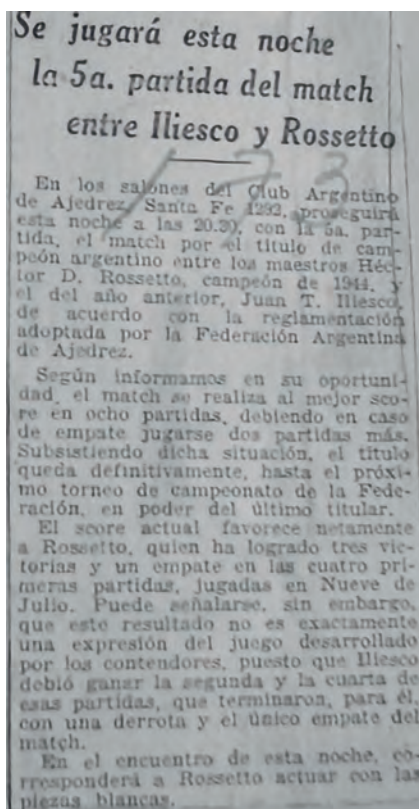 Se jugará esta noche
la 5a. partida del match
entre Iliesco y Rossetto
1 7 3
En los salones del Club Argentino
de Ajedrez, Santa Fe 1292, proseguirá
esta noche a las 20.30, con la 5a. par-
tida, el match por el título de cam-
peón argentino entre los maestros Héc-
tor D. Rossetto, campeón de 1944, y
el del año anterior, Juan T. Iliesco,
de acuerdo con la reglamentación
adoptada por la Federación Argentina
de Ajedrez.
Según informamos en su oportuni-
dad, el match se realiza al mejor sco-
re en ocho partidas, debiendo en caso
de empate jugarse dos partidas más.
Subsistiendo dicha situación, el título
queda definitivamente, hasta el próxi-
mo torneo de campeonato de la Fede-
ración, en poder del último titular.
El score actual favorece netamente
a Rossetto, quien ha logrado tres vic-
torias y un empate en las cuatro pri-
meras partidas, jugadas en Nueve de
Julio. Puede señalarse, sin embargo,
que este resultado no es exactamente
una expresión del juego desarrollado
por los contendores, puesto que Iliesco
debió ganar la segunda y la cuarta de
esas partidas, que terminaron, para él,
con una derrota y el único empate del
match.
En el encuentro de esta noche, co-
rresponderá a Rossetto actuar con las
piezas blancas.